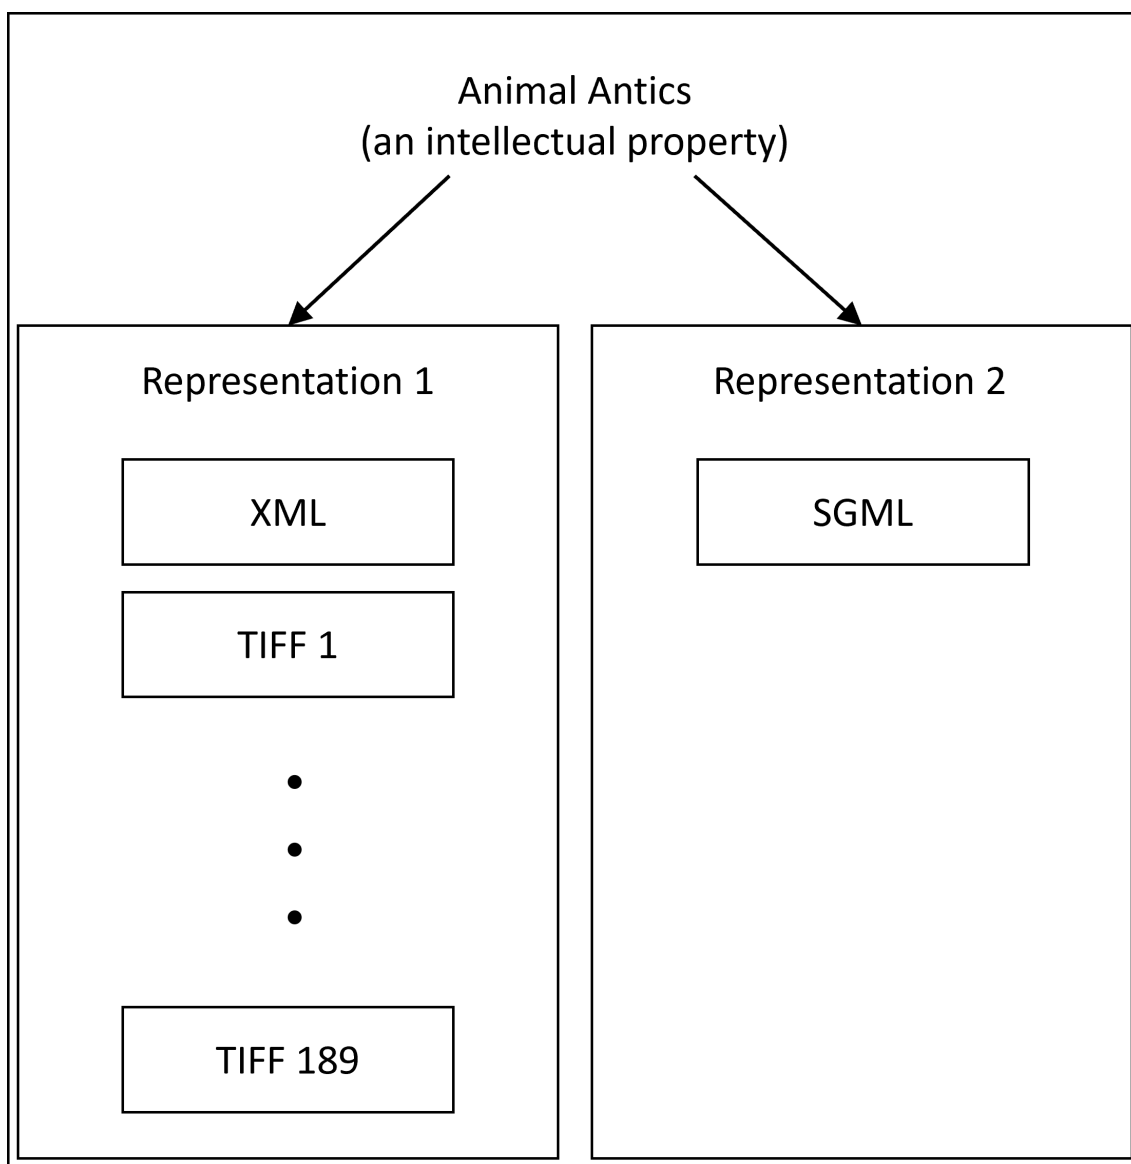 Animal Antics
(an intellectual property)
Representation 1
XML
TIFF 1
TIFF 189
Representation 2
SGML